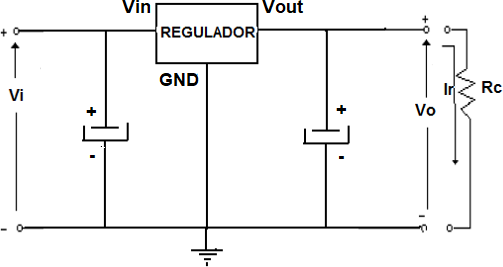 Vin
Vout
+
REGULADOR
+
GND
Vi
+
-
+
-
Vo
Ir
Rc
-
-